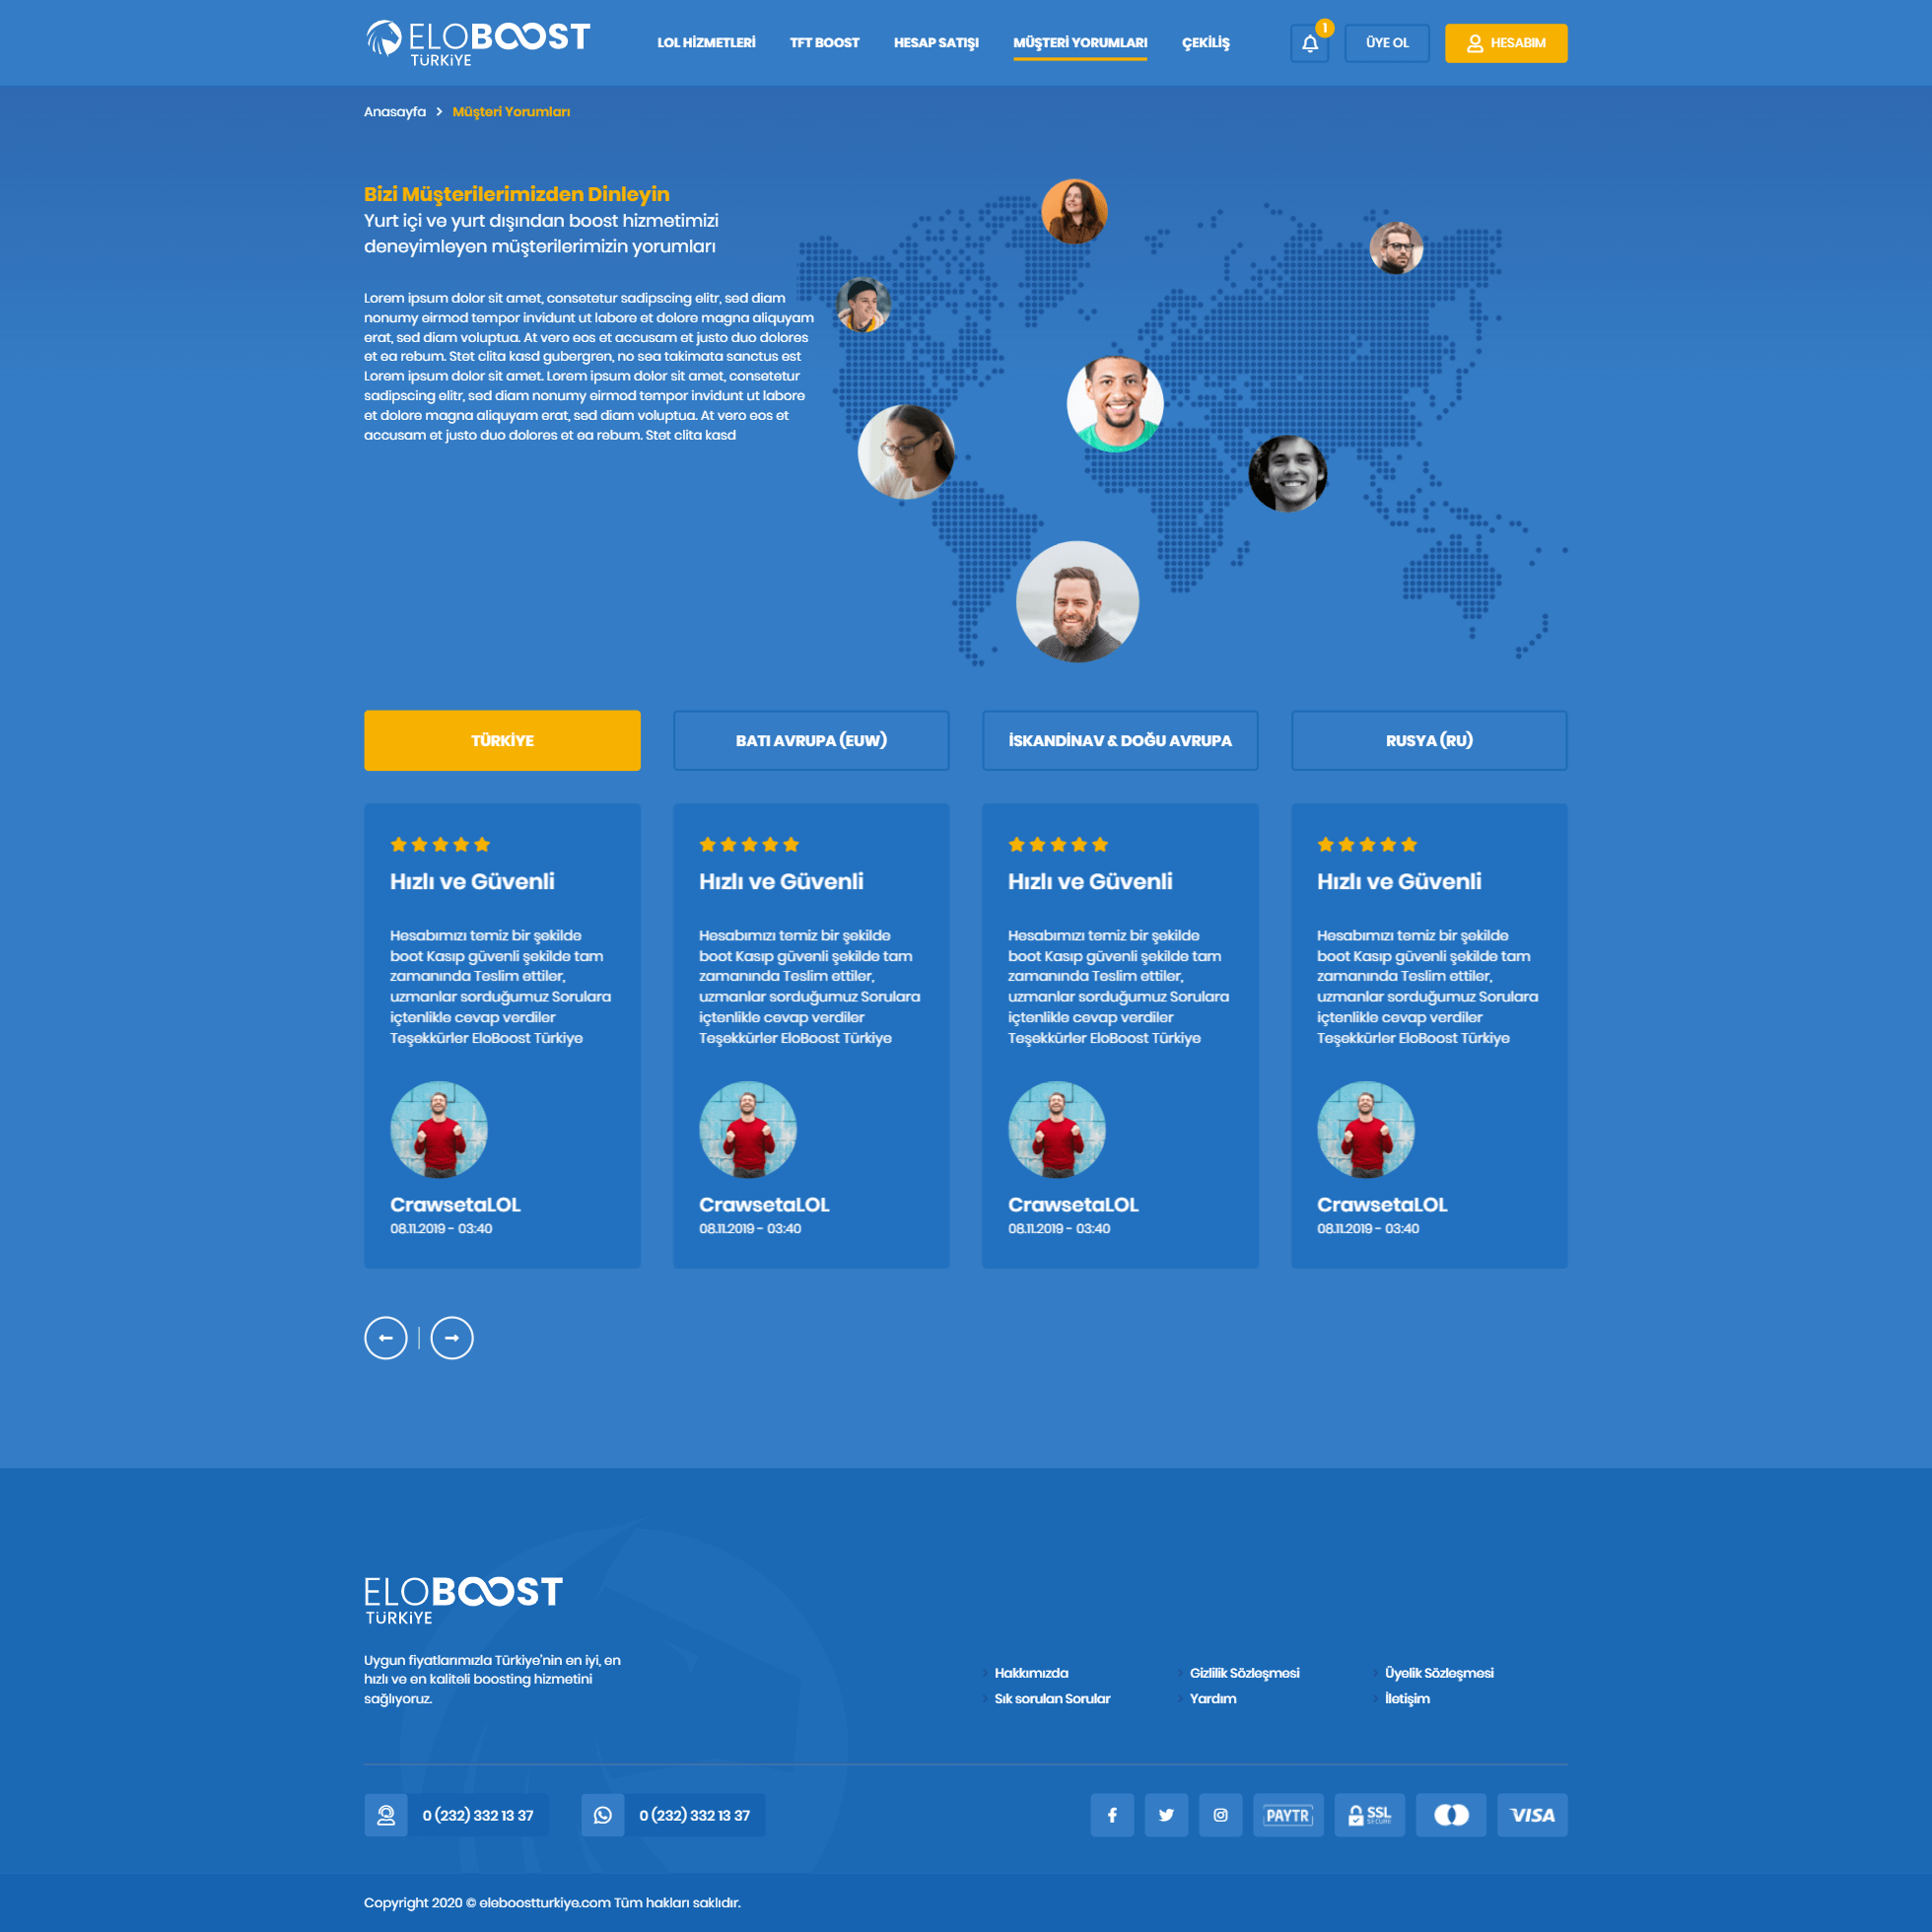 ELOBOOST
TÜRKİYE
LOL HİZMETLERİ
TFT BOOST
HESAP SATIŞI
MÜŞTERİ YORUMLARI
ÇEKİLİŞ
1
ÜYE OL
HESABIM
Anasayfa > Müşteri Yorumları
Bizi Müşterilerimizden Dinleyin
Yurt içi ve yurt dışından boost hizmetimizi
deneyimleyen müşterilerimizin yorumları
Lorem ipsum dolor sit amet, consetetur sadipscing elitr, sed diam
nonumy eirmod tempor invidunt ut labore et dolore magna aliquyam
erat, sed diam voluptua. At vero eos et accusam et justo duo dolores
et ea rebum. Stet clita kasd gubergren, no sea takimata sanctus est
Lorem ipsum dolor sit amet. Lorem ipsum dolor sit amet, consetetur
sadipscing elitr, sed diam nonumy eirmod tempor invidunt ut labore
et dolore magna aliquyam erat, sed diam voluptua. At vero eos et
accusam et justo duo dolores et ea rebum. Stet clita kasd
TÜRKİYE
BATI AVRUPA (EUW)
İSKANDİNAV & DOĞU AVRUPA
RUSYA (RU)
Hızlı ve Güvenli
Hesabımızı temiz bir şekilde
boot Kasıp güvenli şekilde tam
zamanında Teslim ettiler,
uzmanlar sorduğumuz Sorulara
içtenlikle cevap verdiler
Teşekkürler EloBoost Türkiye
CrawsetaLOL
08.11.2019 - 03:40
Hızlı ve Güvenli
Hesabımızı temiz bir şekilde
boot Kasıp güvenli şekilde tam
zamanında Teslim ettiler,
uzmanlar sorduğumuz Sorulara
içtenlikle cevap verdiler
Teşekkürler EloBoost Türkiye
CrawsetaLOL
08.11.2019 - 03:40
Hızlı ve Güvenli
Hesabımızı temiz bir şekilde
boot Kasıp güvenli şekilde tam
zamanında Teslim ettiler,
uzmanlar sorduğumuz Sorulara
içtenlikle cevap verdiler
Teşekkürler EloBoost Türkiye
CrawsetaLOL
08.11.2019 - 03:40
Hızlı ve Güvenli
Hesabımızı temiz bir şekilde
boot Kasıp güvenli şekilde tam
zamanında Teslim ettiler,
uzmanlar sorduğumuz Sorulara
içtenlikle cevap verdiler
Teşekkürler EloBoost Türkiye
CrawsetaLOL
08.11.2019 - 03:40
ELOBOOST
TÜRKİYE
Uygun fiyatlarımızla Türkiye'nin en iyi, en
hızlı ve en kaliteli boosting hizmetini
sağlıyoruz.
Hakkımızda
Gizlilik Sözleşmesi
Üyelik Sözleşmesi
Sık sorulan Sorular
Yardım
İletişim
0 (232) 332 13 37
0 (232) 332 13 37
PAYTR
SSL
SECURE
VISA
Copyright 2020 © eleboostturkiye.com Tüm hakları saklıdır.